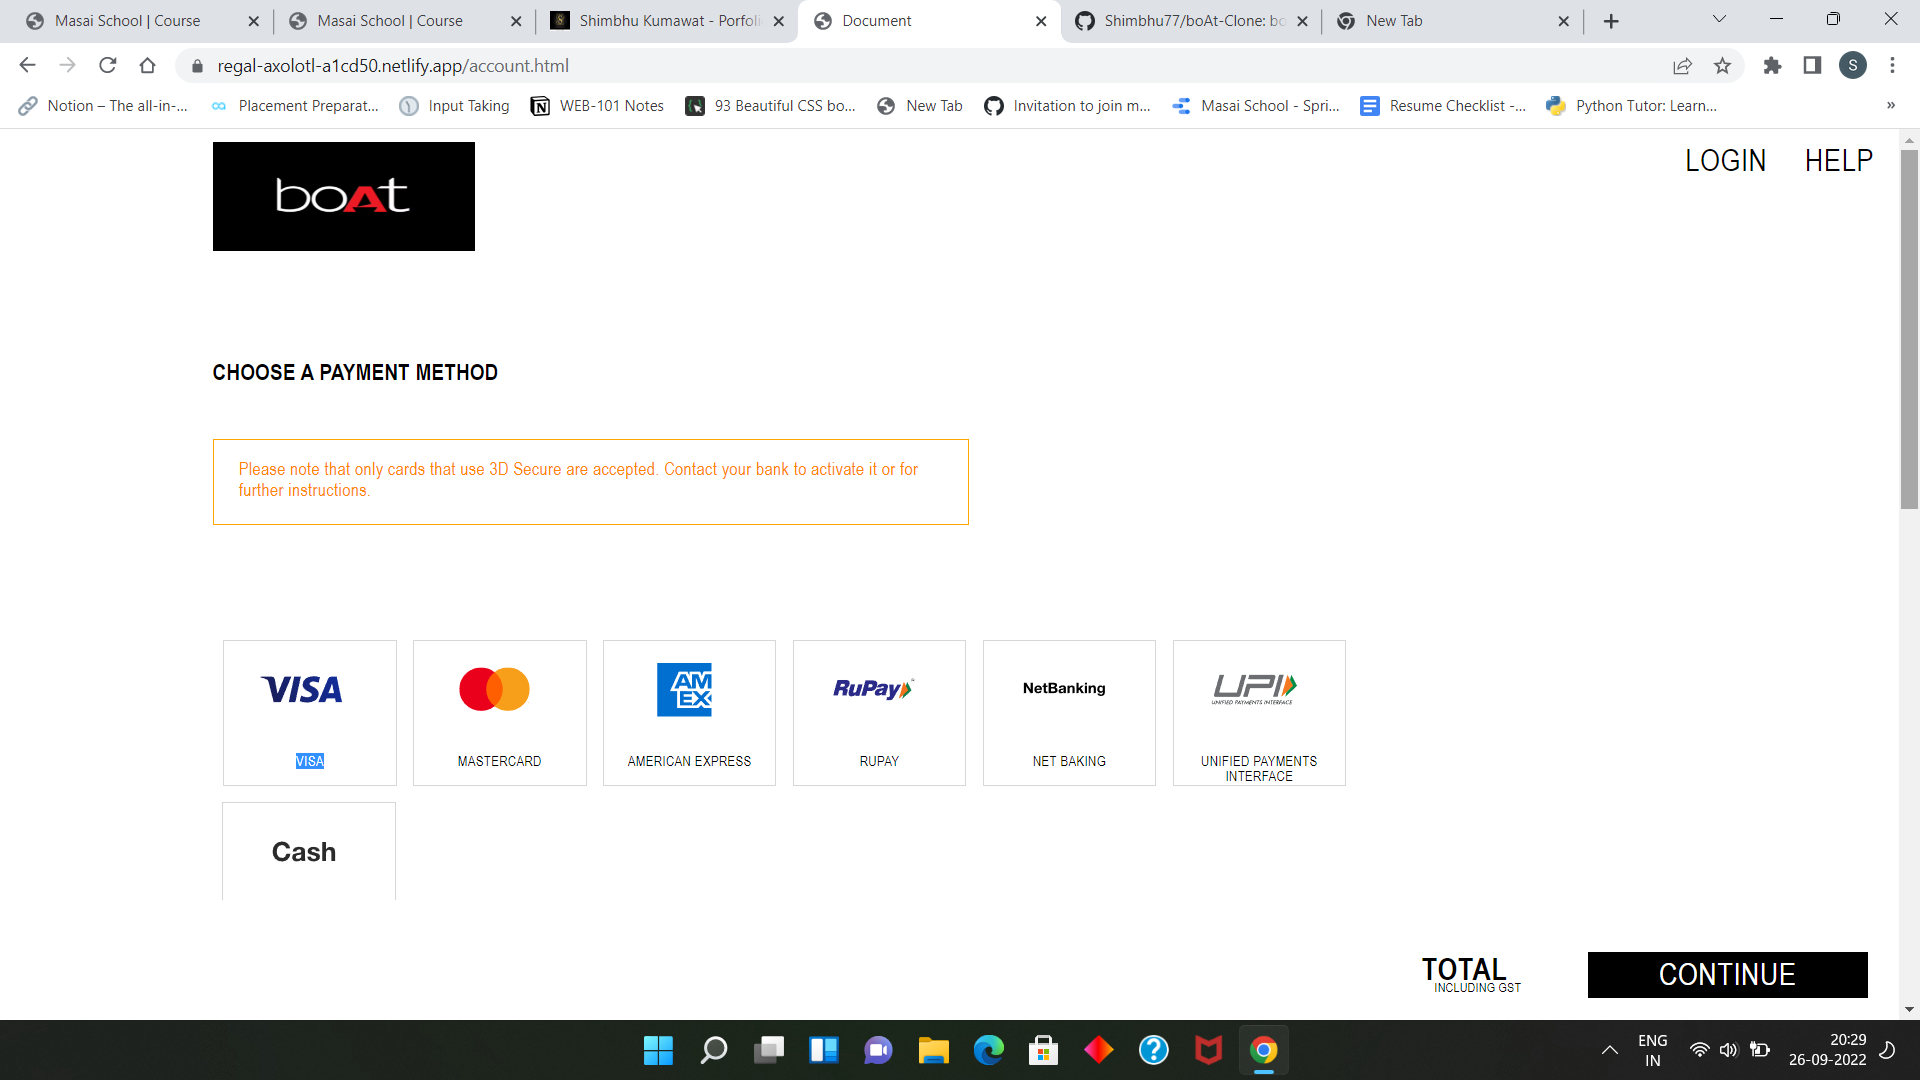 Masai School | Course
Masai School | Course
Shimbhu Kumawat - Porfoli
Document
Shimbhu77/boAt-Clone: bo
New Tab
regal-axolotl-a1cd50.netlify.app/account.html
S
Notion – The all-in-...
Placement Preparat...
Input Taking
WEB-101 Notes
93 Beautiful CSS bo...
New Tab
Invitation to join m...
Masai School - Spri...
Resume Checklist -...
Python Tutor: Learn...
»
boAt
LOGIN
HELP
CHOOSE A PAYMENT METHOD
Please note that only cards that use 3D Secure are accepted. Contact your bank to activate it or for
further instructions.
VISA
AM
EX
RuPay
NetBanking
UPI
UNIFIED PAYMENTS INTERFACE
VISA
MASTERCARD
AMERICAN EXPRESS
RUPAY
NET BAKING
UNIFIED PAYMENTS
INTERFACE
Cash
TOTAL
INCLUDING GST
CONTINUE
ENG
IN
20:29
26-09-2022